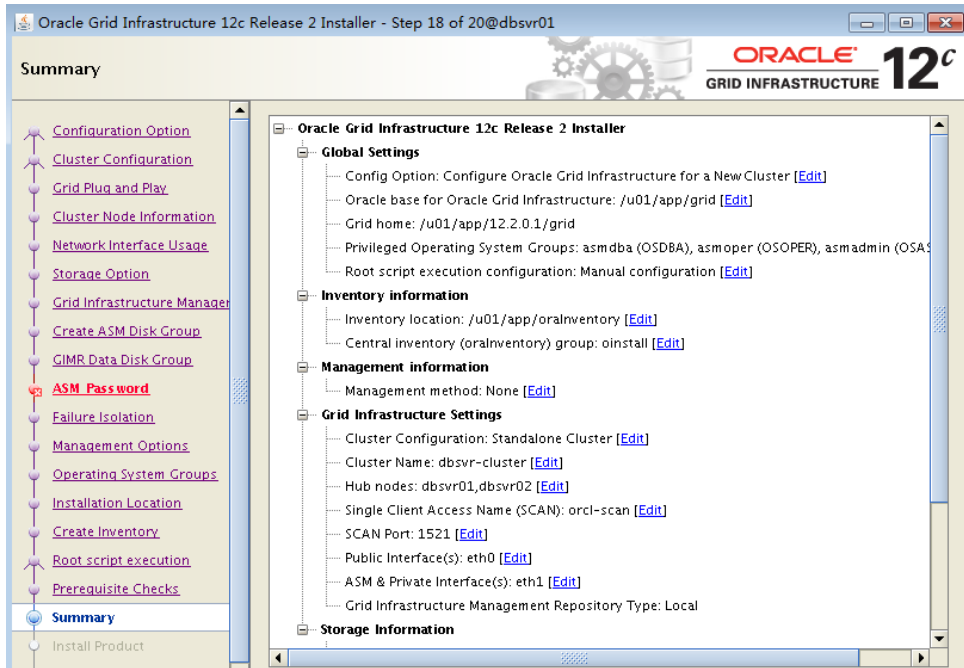 Oracle Grid Infrastructure 12c Release 2 Installer - Step 18 of 20@dbsvr01
Summary
ORACLE
GRID INFRASTRUCTURE
12c
Configuration Option
Cluster Configuration
Grid Plug and Play
Cluster Node Information
Network Interface Usage
Storage Option
Grid Infrastructure Manager
Create ASM Disk Group
GIMR Data Disk Group
ASM Password
Failure Isolation
Management Options
Operating System Groups
Installation Location
Create Inventory
Root script execution
Prerequisite Checks
Summary
Install Product
Oracle Grid Infrastructure 12c Release 2 Installer
Global Settings
Config Option: Configure Oracle Grid Infrastructure for a New Cluster [Edit]
Oracle base for Oracle Grid Infrastructure: /u01/app/grid [Edit]
Grid home: /u01/app/12.2.0.1/grid
Privileged Operating System Groups: asmdba (OSDBA), asmoper (OSOPER), asmadmin (OSAS
Root script execution configuration: Manual configuration [Edit]
Inventory information
Inventory location: /u01/app/oraInventory [Edit]
Central inventory (oraInventory) group: oinstall [Edit]
Management information
Management method: None [Edit]
Grid Infrastructure Settings
Cluster Configuration: Standalone Cluster [Edit]
Cluster Name: dbsvr-cluster [Edit]
Hub nodes: dbsvr01,dbsvr02 [Edit]
Single Client Access Name (SCAN): orcl-scan [Edit]
SCAN Port: 1521 [Edit]
Public Interface(s): eth0 [Edit]
ASM & Private Interface(s): eth1 [Edit]
Grid Infrastructure Management Repository Type: Local
Storage Information